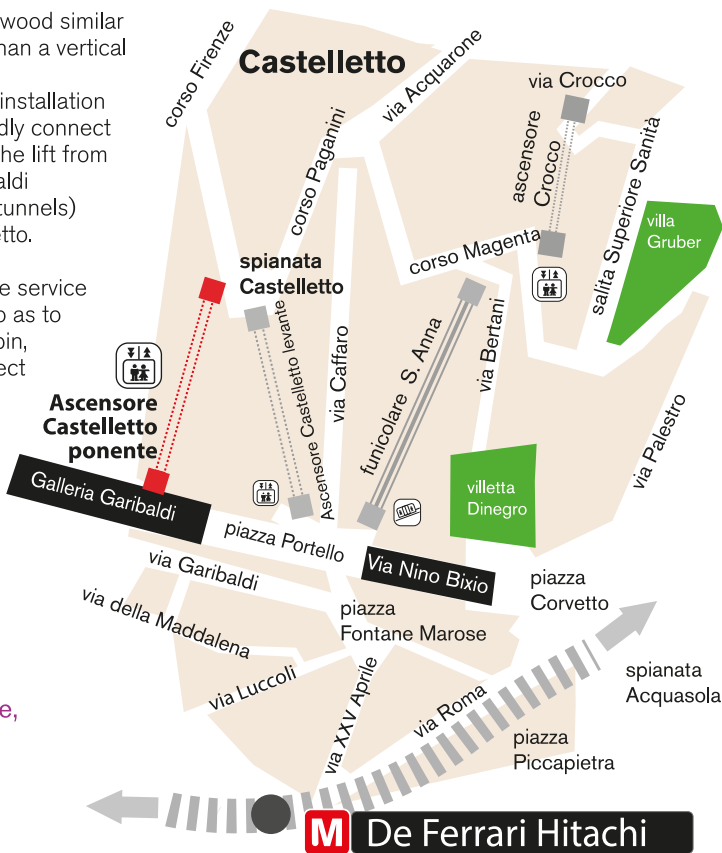 wood similar
han a vertical
installation
dly connect
he lift from
aldi
tunnels)
tto.
e service
o as to
oin,
ect
e,
corso Firenze
Castelletto
via Acquarone
via Crocco
ascensore
Crocco
corso Paganini
salita Superiore Sanità
villa
Gruber
corso Magenta
spianata
Castelletto
Ascensore Castelletto levante
via Caffaro
funicolare S. Anna
via Bertani
via Palestro
Ascensore
Castelletto
ponente
Galleria Garibaldi
piazza Portello
villetta
Dinegro
via Garibaldi
Via Nino Bixio
piazza
Corvetto
via della Maddalena
piazza
Fontane Marose
via Luccoli
via XXV Aprile
via Roma
spianata
Acquasola
piazza
Piccapietra
M De Ferrari Hitachi